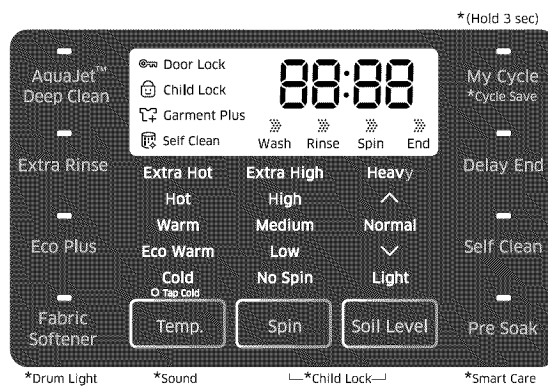 *(Hold 3 sec)
AquaJet™
Deep Clean
Extra Rinse
Eco Plus
Fabric
Softener
Door Lock
Child Lock
Garment Plus
Self Clean
88:88
Wash Rinse Spin End
Extra Hot Extra High Heavy
Hot High
Warm Medium Normal
Eco Warm Low
Cold No Spin Light
Tap Cold
Temp. Spin Soil Level
My Cycle
*Cycle Save
Delay End
Self Clean
Pre Soak
*Drum Light *Sound *Child Lock *Smart Care